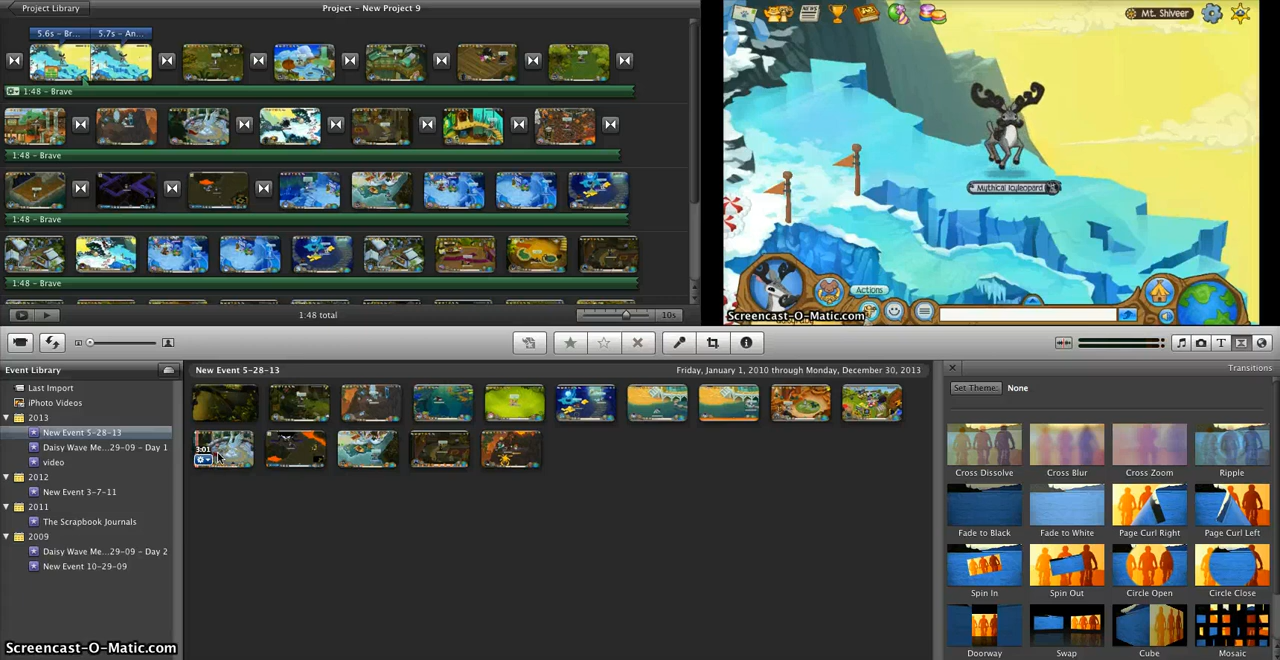 Project Library
Project - New Project 9
5.6s - Br... 5.7s - An...
1:48 - Brave
1:48 - Brave
1:48 - Brave
1:48 - Brave
1:48 total
10s
Mt. Shiveer
Mythical Icyleopard
Actions
Screencast-O-Matic.com
Event Library
Last Import
iPhoto Videos
2013
New Event 5-28-13
Daisy Wave Me...29-09 - Day 1
video
2012
New Event 3-7-11
2011
The Scrapbook Journals
2009
Daisy Wave Me...29-09 - Day 2
New Event 10-29-09
New Event 5-28-13
Friday, January 1, 2010 through Monday, December 30, 2013
3:01
Transitions
Set Theme: None
Cross Dissolve
Cross Blur
Cross Zoom
Ripple
Fade to Black
Fade to White
Page Curl Right
Page Curl Left
Spin In
Spin Out
Circle Open
Circle Close
Doorway
Swap
Cube
Mosaic
Screencast-O-Matic.com